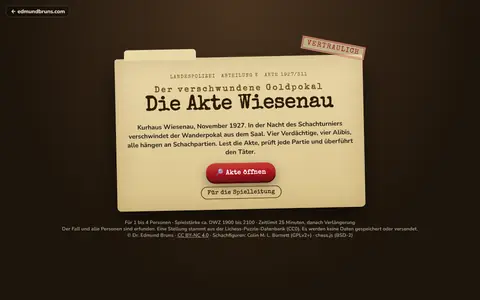 ← edmundbruns.com
VERTRAULICH
LANDESPOLIZEI · ABTEILUNG V · AKTE 1927/311
Der verschwundene Goldpokal
Die Akte Wiesenau
Kurhaus Wiesenau, November 1927. In der Nacht des Schachturniers
verschwindet der Wanderpokal aus dem Saal. Vier Verdächtige, vier Alibis,
alle hängen an Schachpartien. Lest die Akte, prüft jede Partie und überführt
den Täter.
🔎 Akte öffnen
Für die Spielleitung
Für 1 bis 4 Personen · Spielstärke ca. DWZ 1900 bis 2100 · Zeitlimit 25 Minuten, danach Verlängerung
Der Fall und alle Personen sind erfunden. Eine Stellung stammt aus der Lichess-Puzzle-Datenbank (CC0). Es werden keine Daten gespeichert oder versendet.
© Dr. Edmund Bruns · CC BY-NC 4.0 · Schachfiguren: Colin M. L. Burnett (GPLv2+) · chess.js (BSD-2)